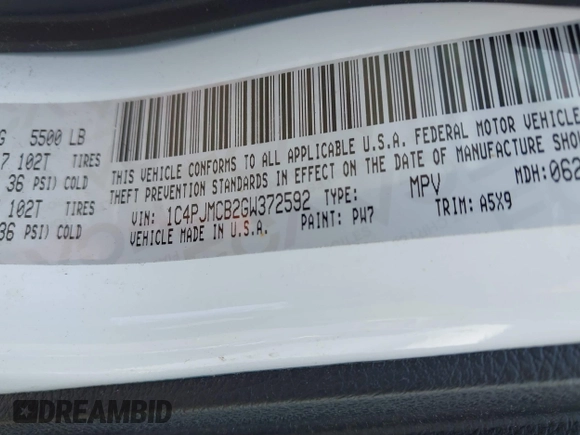 G 5500 LB
7 102T TIRES
36 PSI) COLD
102T TIRES
36 PSI) COLD
THIS VEHICLE CONFORMS TO ALL APPLICABLE U.S.A. FEDERAL MOTOR VEHICLE
THEFT PREVENTION STANDARDS IN EFFECT ON THE DATE OF MANUFACTURE SHOW
VIN: 1C4PJMCB2GW372592 TYPE: MPV MDH: 062
VEHICLE MADE IN U.S.A. PAINT: PW7 TRIM: A5X9
DREAMBID